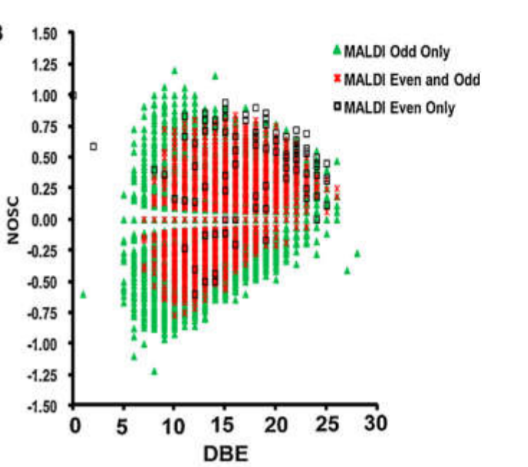 1.50
1.25
1.00
0.75
0.50
0.25
0.00
-0.25
-0.50
-0.75
-1.00
-1.25
-1.50
NOSC
MALDI Odd Only
MALDI Even and Odd
MALDI Even Only
0 5 10 15 20 25 30
DBE